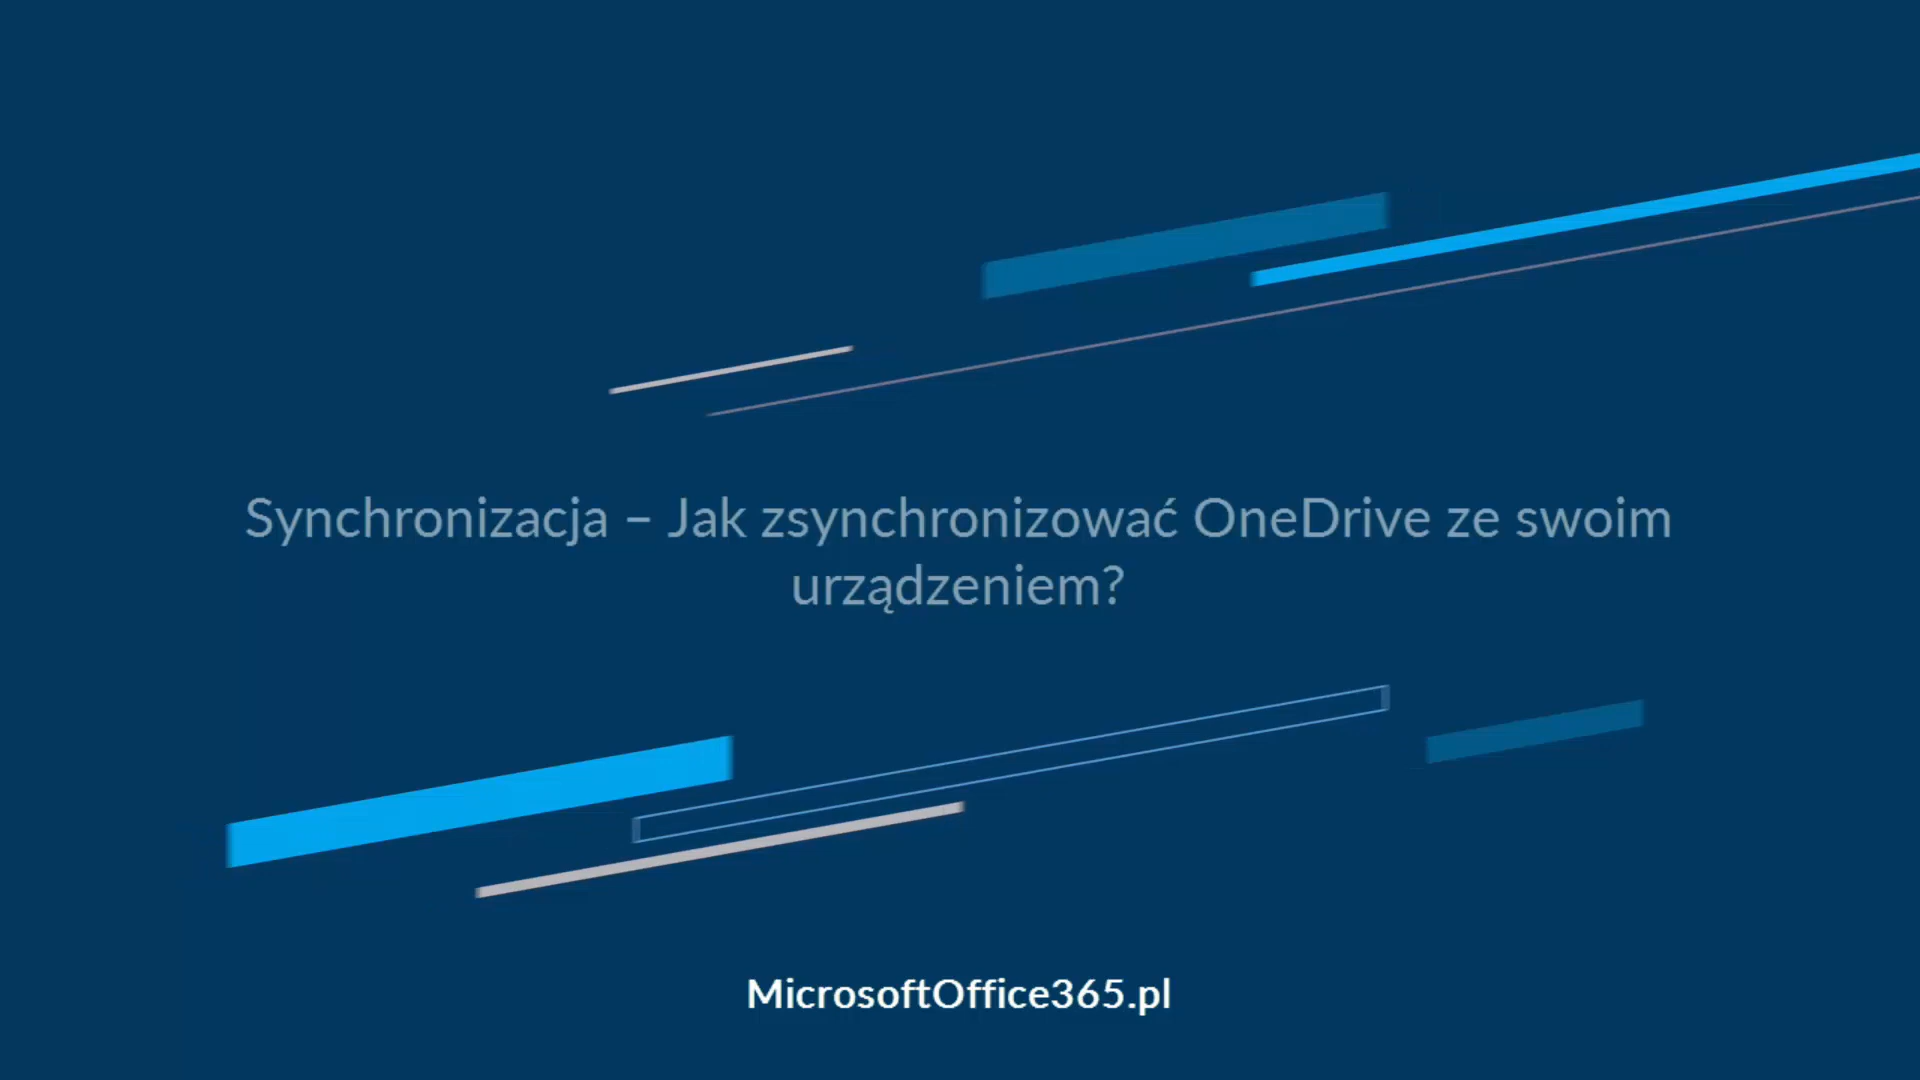 Synchronizacja – Jak zsynchronizować OneDrive ze swoim
urządzeniem?
MicrosoftOffice365.pl